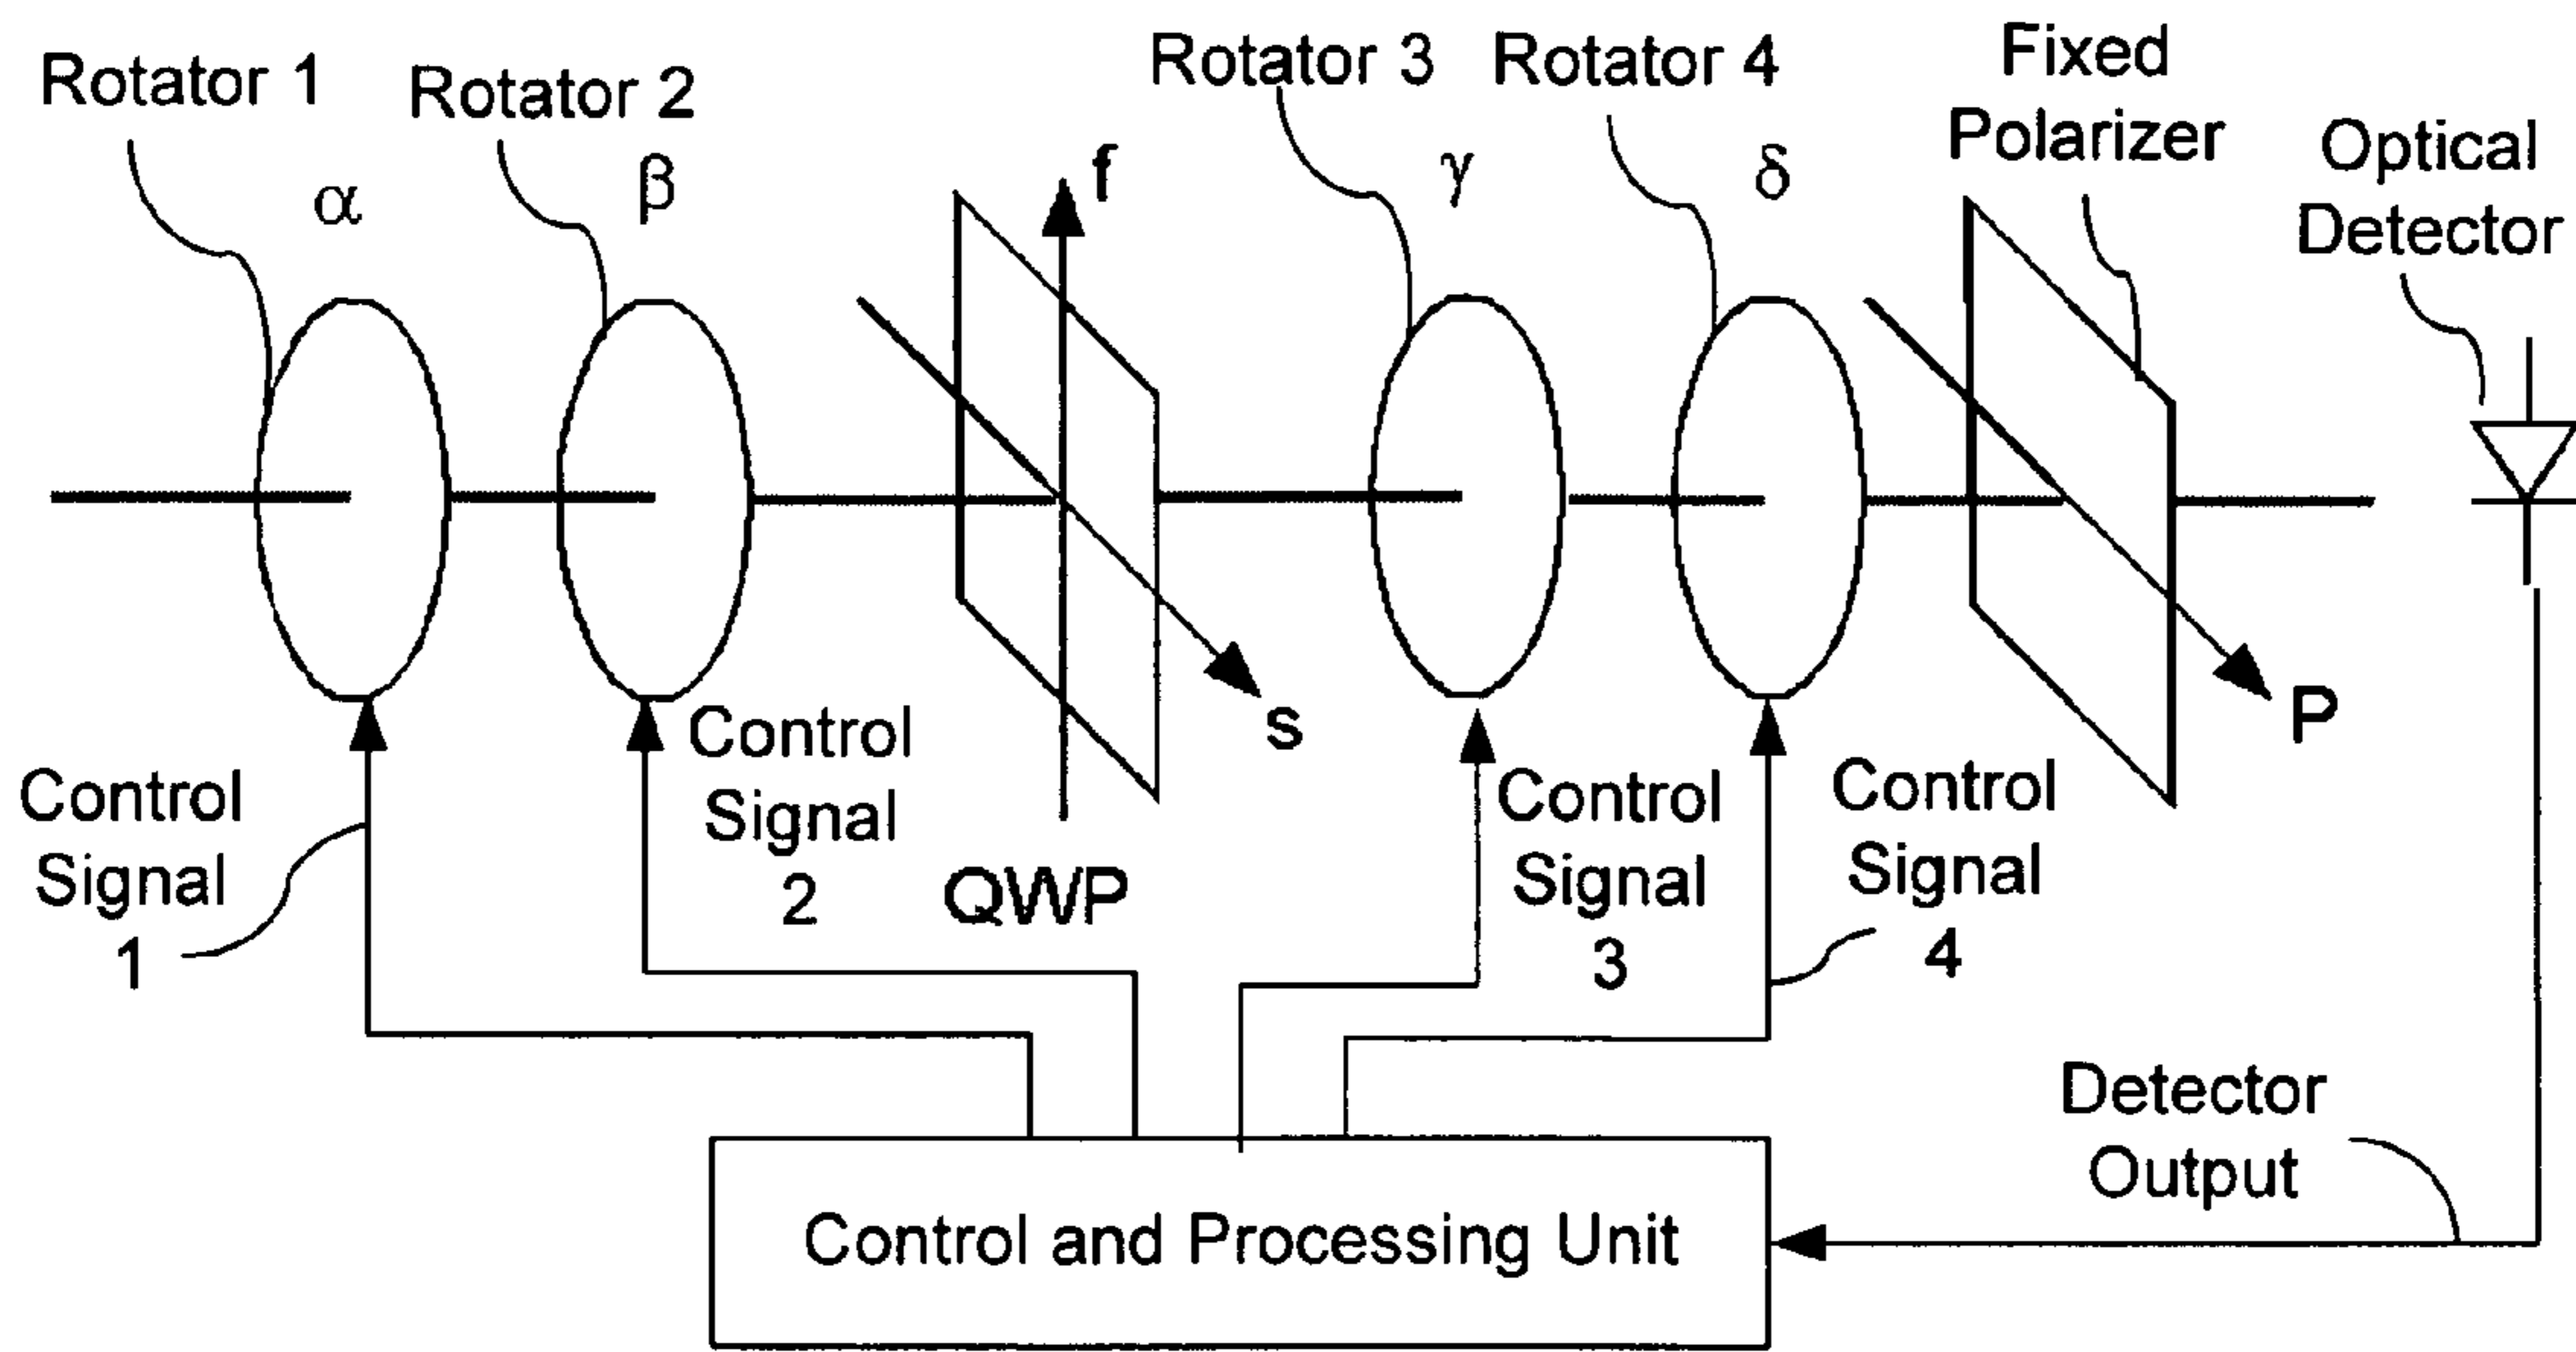 Rotator 1
α
Rotator 2
β
f
s
QWP
Rotator 3
γ
Rotator 4
δ
Fixed
Polarizer
P
Optical
Detector
Control
Signal
1
Control
Signal
2
Control
Signal
3
Control
Signal
4
Detector
Output
Control and Processing Unit